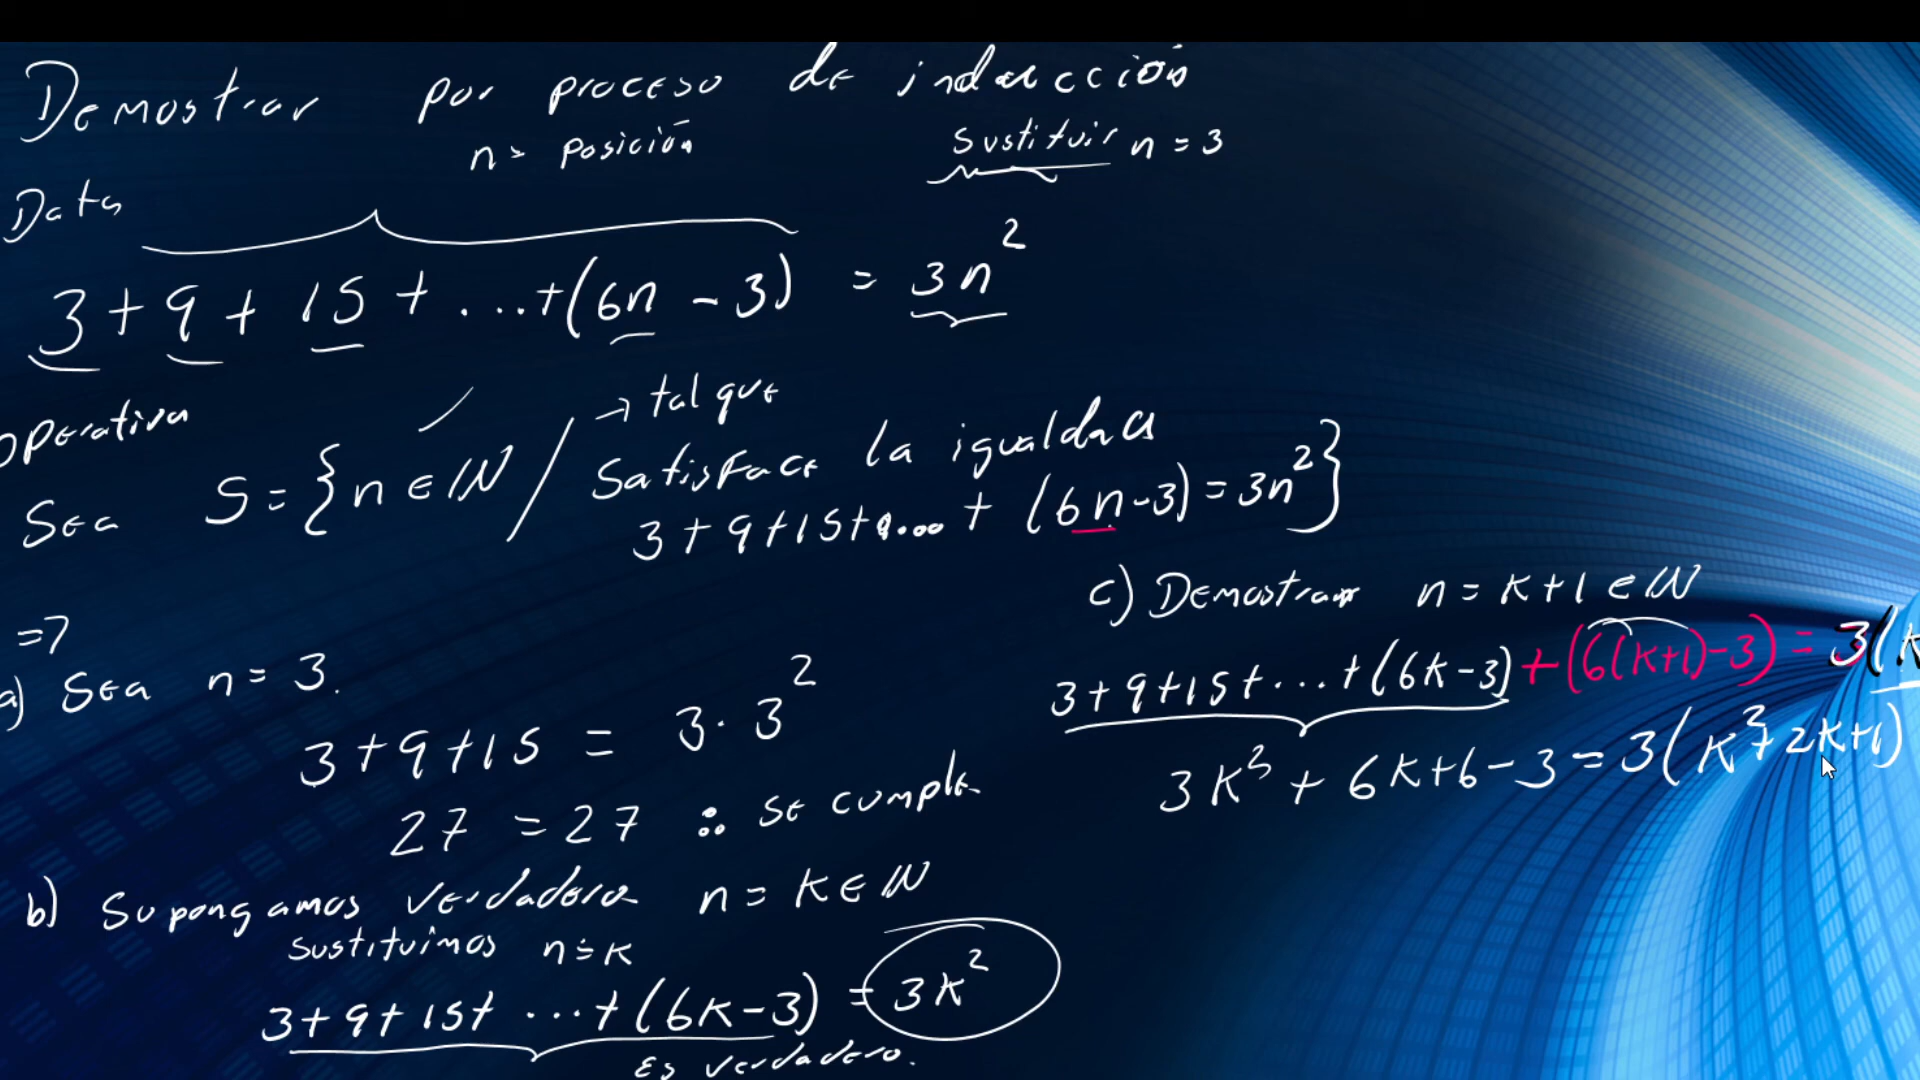 Demostrar por proceso de inducción
n = posición
Sustituir n = 3
Data
3 + 9 + 15 + ... + (6n - 3) = 3n²
operativa
→ tal que
Sea S = {n ∈ IN / Satisface la igualdad
3 + 9 + 15 + .... + (6n - 3) = 3n²}
=7
a) Sea n = 3.
3 + 9 + 15 = 3 · 3²
27 = 27 ∴ se cumple
b) Supongamos verdadera n = k ∈ IN
Sustituimos n = k
3 + 9 + 15 + ... + (6k - 3) = 3k²
Es verdadero.
c) Demostrar n = k + 1 ∈ IN
3 + 9 + 15 + ... + (6k - 3) + (6(k+1) - 3) = 3(k
3k² + 6k + 6 - 3 = 3(k² + 2k + 1)